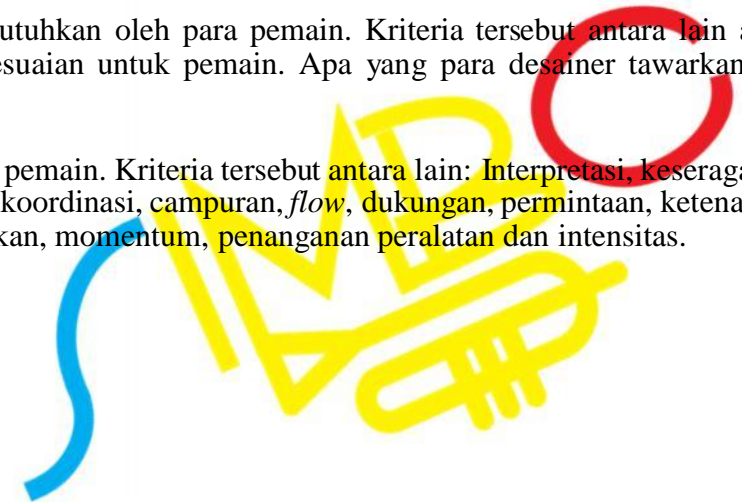 utuhkan oleh para pemain. Kriteria tersebut antara lain a
esuaian untuk pemain. Apa yang para desainer tawarkan
pemain. Kriteria tersebut antara lain: Interpretasi, keseraga
koordinasi, campuran, flow, dukungan, permintaan, ketena
kan, momentum, penanganan peralatan dan intensitas.